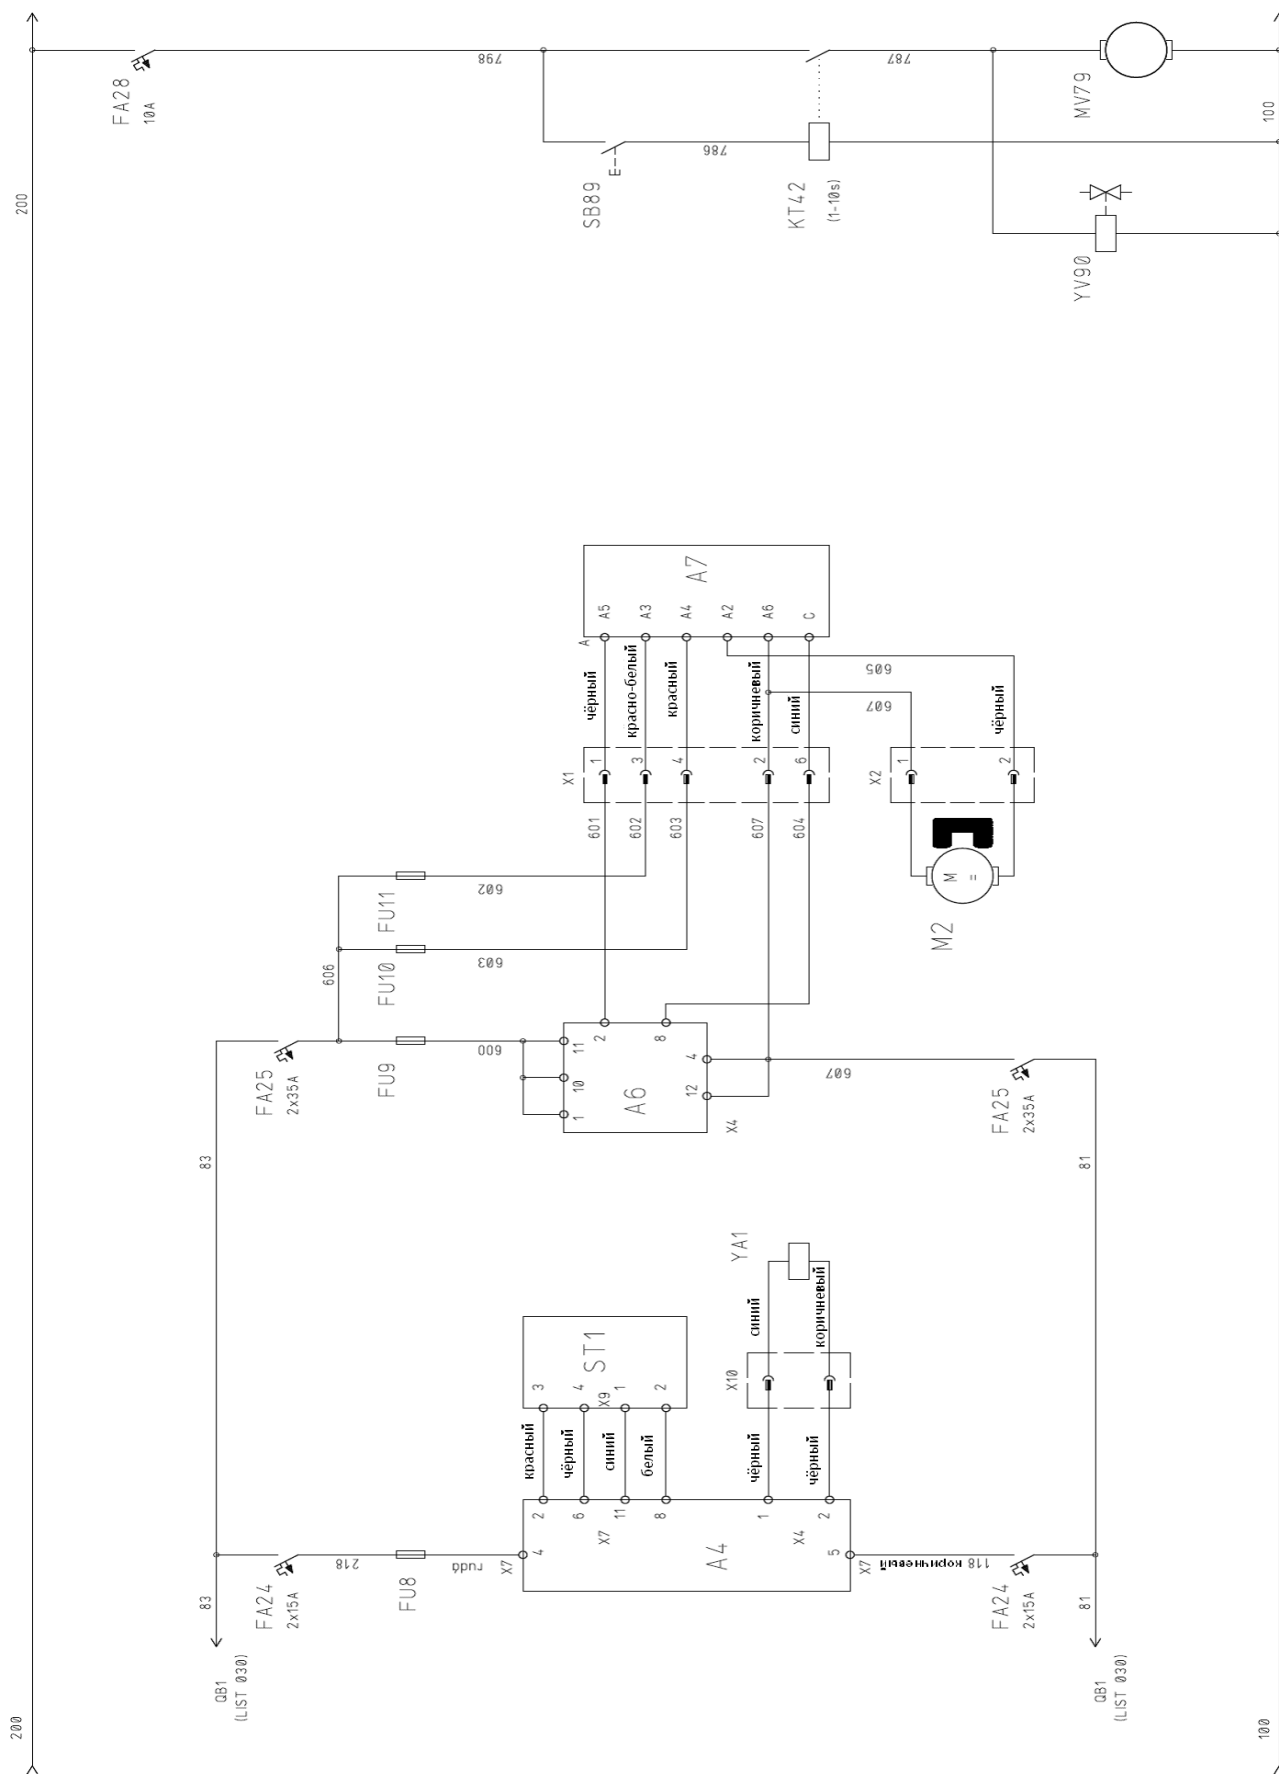 200
200
FA28
10A
83
83
QB1
(LIST 030)
FA24
2x15A
FA25
2x35A
606
218
FU8
FU9
FU10
FU11
rudá
600
603
602
798
X7
4
2
красный
3
6
чёрный
4
X7
X9
11
синий
1
8
белый
2
ST1
A4
1
10
11
2
8
A6
12
4
X4
X1
601
1
чёрный
A
A5
602
3
красно-белый
A3
603
4
красный
A4
A7
A2
607
2
коричневый
A6
604
6
синий
C
SB89
E
786
KT42
(1-10s)
X10
YA1
1
чёрный
синий
X4
2
чёрный
коричневый
5
X7
118 коричневый
607
605
607
787
X2
1
2
чёрный
M
=
M2
FA24
2x15A
FA25
2x35A
81
81
QB1
(LIST 030)
YV90
MV79
100
100